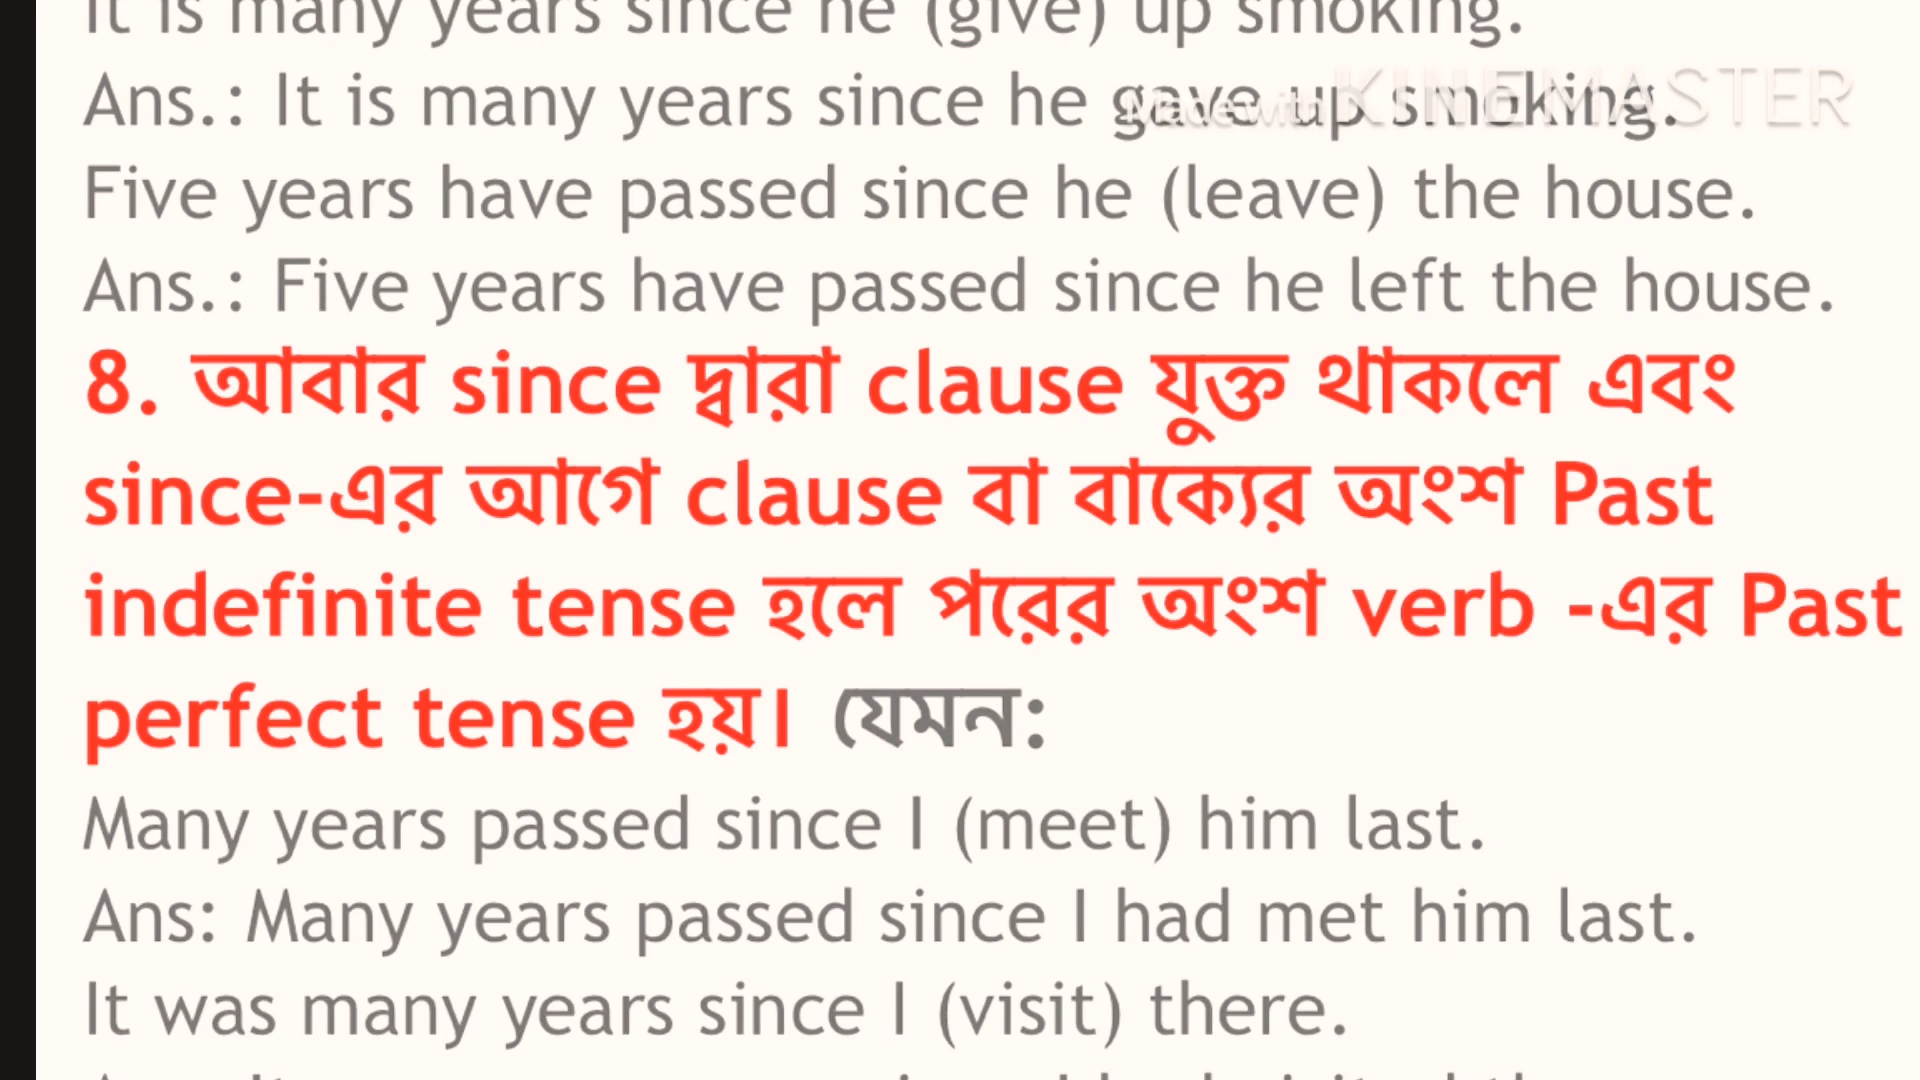 It is many years since he (give) up smoking.
Ans.: It is many years since he gave up smoking.
Made with KINEMASTER
Five years have passed since he (leave) the house.
Ans.: Five years have passed since he left the house.
8. আবার since দ্বারা clause যুক্ত থাকলে এবং
since-এর আগে clause বা বাক্যের অংশ Past
indefinite tense হলে পরের অংশ verb -এর Past
perfect tense হয়। যেমন:
Many years passed since I (meet) him last.
Ans: Many years passed since I had met him last.
It was many years since I (visit) there.